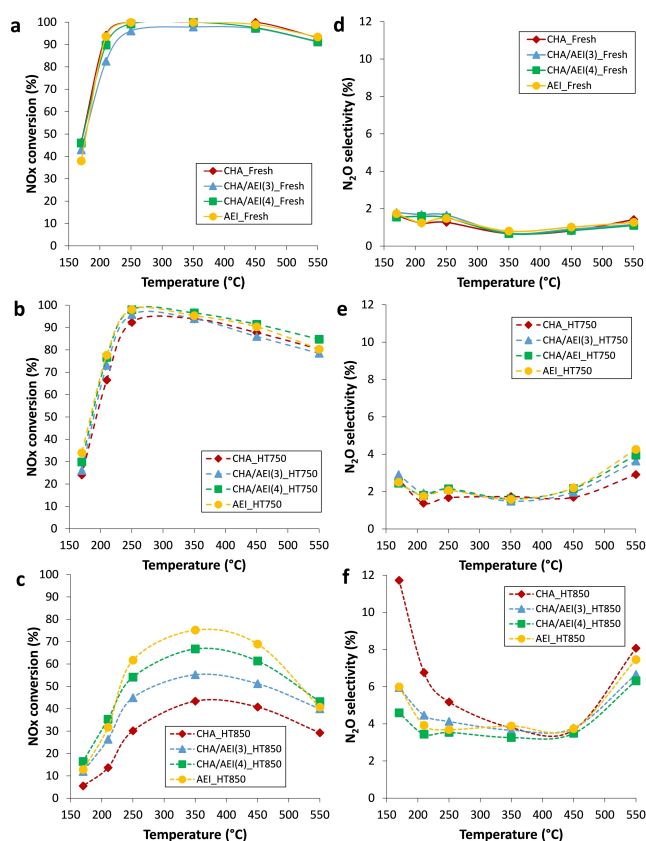 a
NOx conversion (%)
100
90
80
70
60
50
40
30
20
10
0
CHA_Fresh
CHA/AEI(3)_Fresh
CHA/AEI(4)_Fresh
AEI_Fresh
150 200 250 300 350 400 450 500 550
Temperature (°C)
d
N2O selectivity (%)
12
10
8
6
4
2
0
CHA_Fresh
CHA/AEI(3)_Fresh
CHA/AEI(4)_Fresh
AEI_Fresh
150 200 250 300 350 400 450 500 550
Temperature (°C)
b
NOx conversion (%)
100
90
80
70
60
50
40
30
20
10
0
CHA_HT750
CHA/AEI(3)_HT750
CHA/AEI(4)_HT750
AEI_HT750
150 200 250 300 350 400 450 500 550
Temperature (°C)
e
N2O selectivity (%)
12
10
8
6
4
2
0
CHA_HT750
CHA/AEI(3)_HT750
CHA/AEI_HT750
AEI_HT750
150 200 250 300 350 400 450 500 550
Temperature (°C)
c
NOx conversion (%)
100
90
80
70
60
50
40
30
20
10
0
CHA_HT850
CHA/AEI(3)_HT850
CHA/AEI(4)_HT850
AEI_HT850
150 200 250 300 350 400 450 500 550
Temperature (°C)
f
N2O selectivity (%)
12
10
8
6
4
2
0
CHA_HT850
CHA/AEI(3)_HT850
CHA/AEI(4)_HT850
AEI_HT850
150 200 250 300 350 400 450 500 550
Temperature (°C)